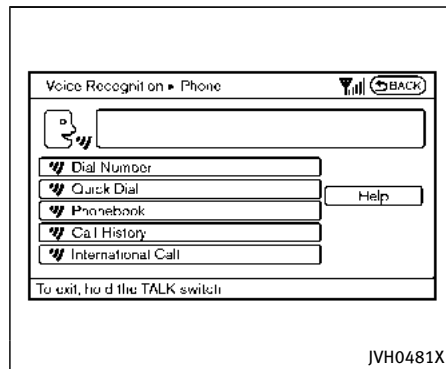 Voice Recognition ▸ Phone BACK
Dial Number
Quick Dial
Help
Phonebook
Call History
International Call
To exit, hold the TALK switch
JVH0481X